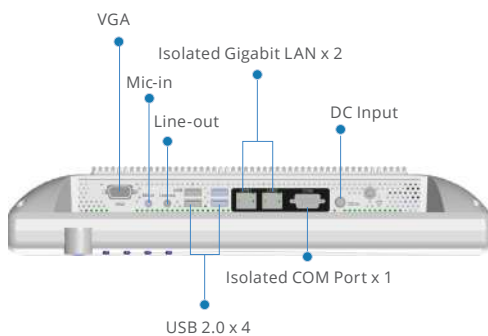 VGA
Isolated Gigabit LAN x 2
Mic-in
Line-out
DC Input
Isolated COM Port x 1
USB 2.0 x 4